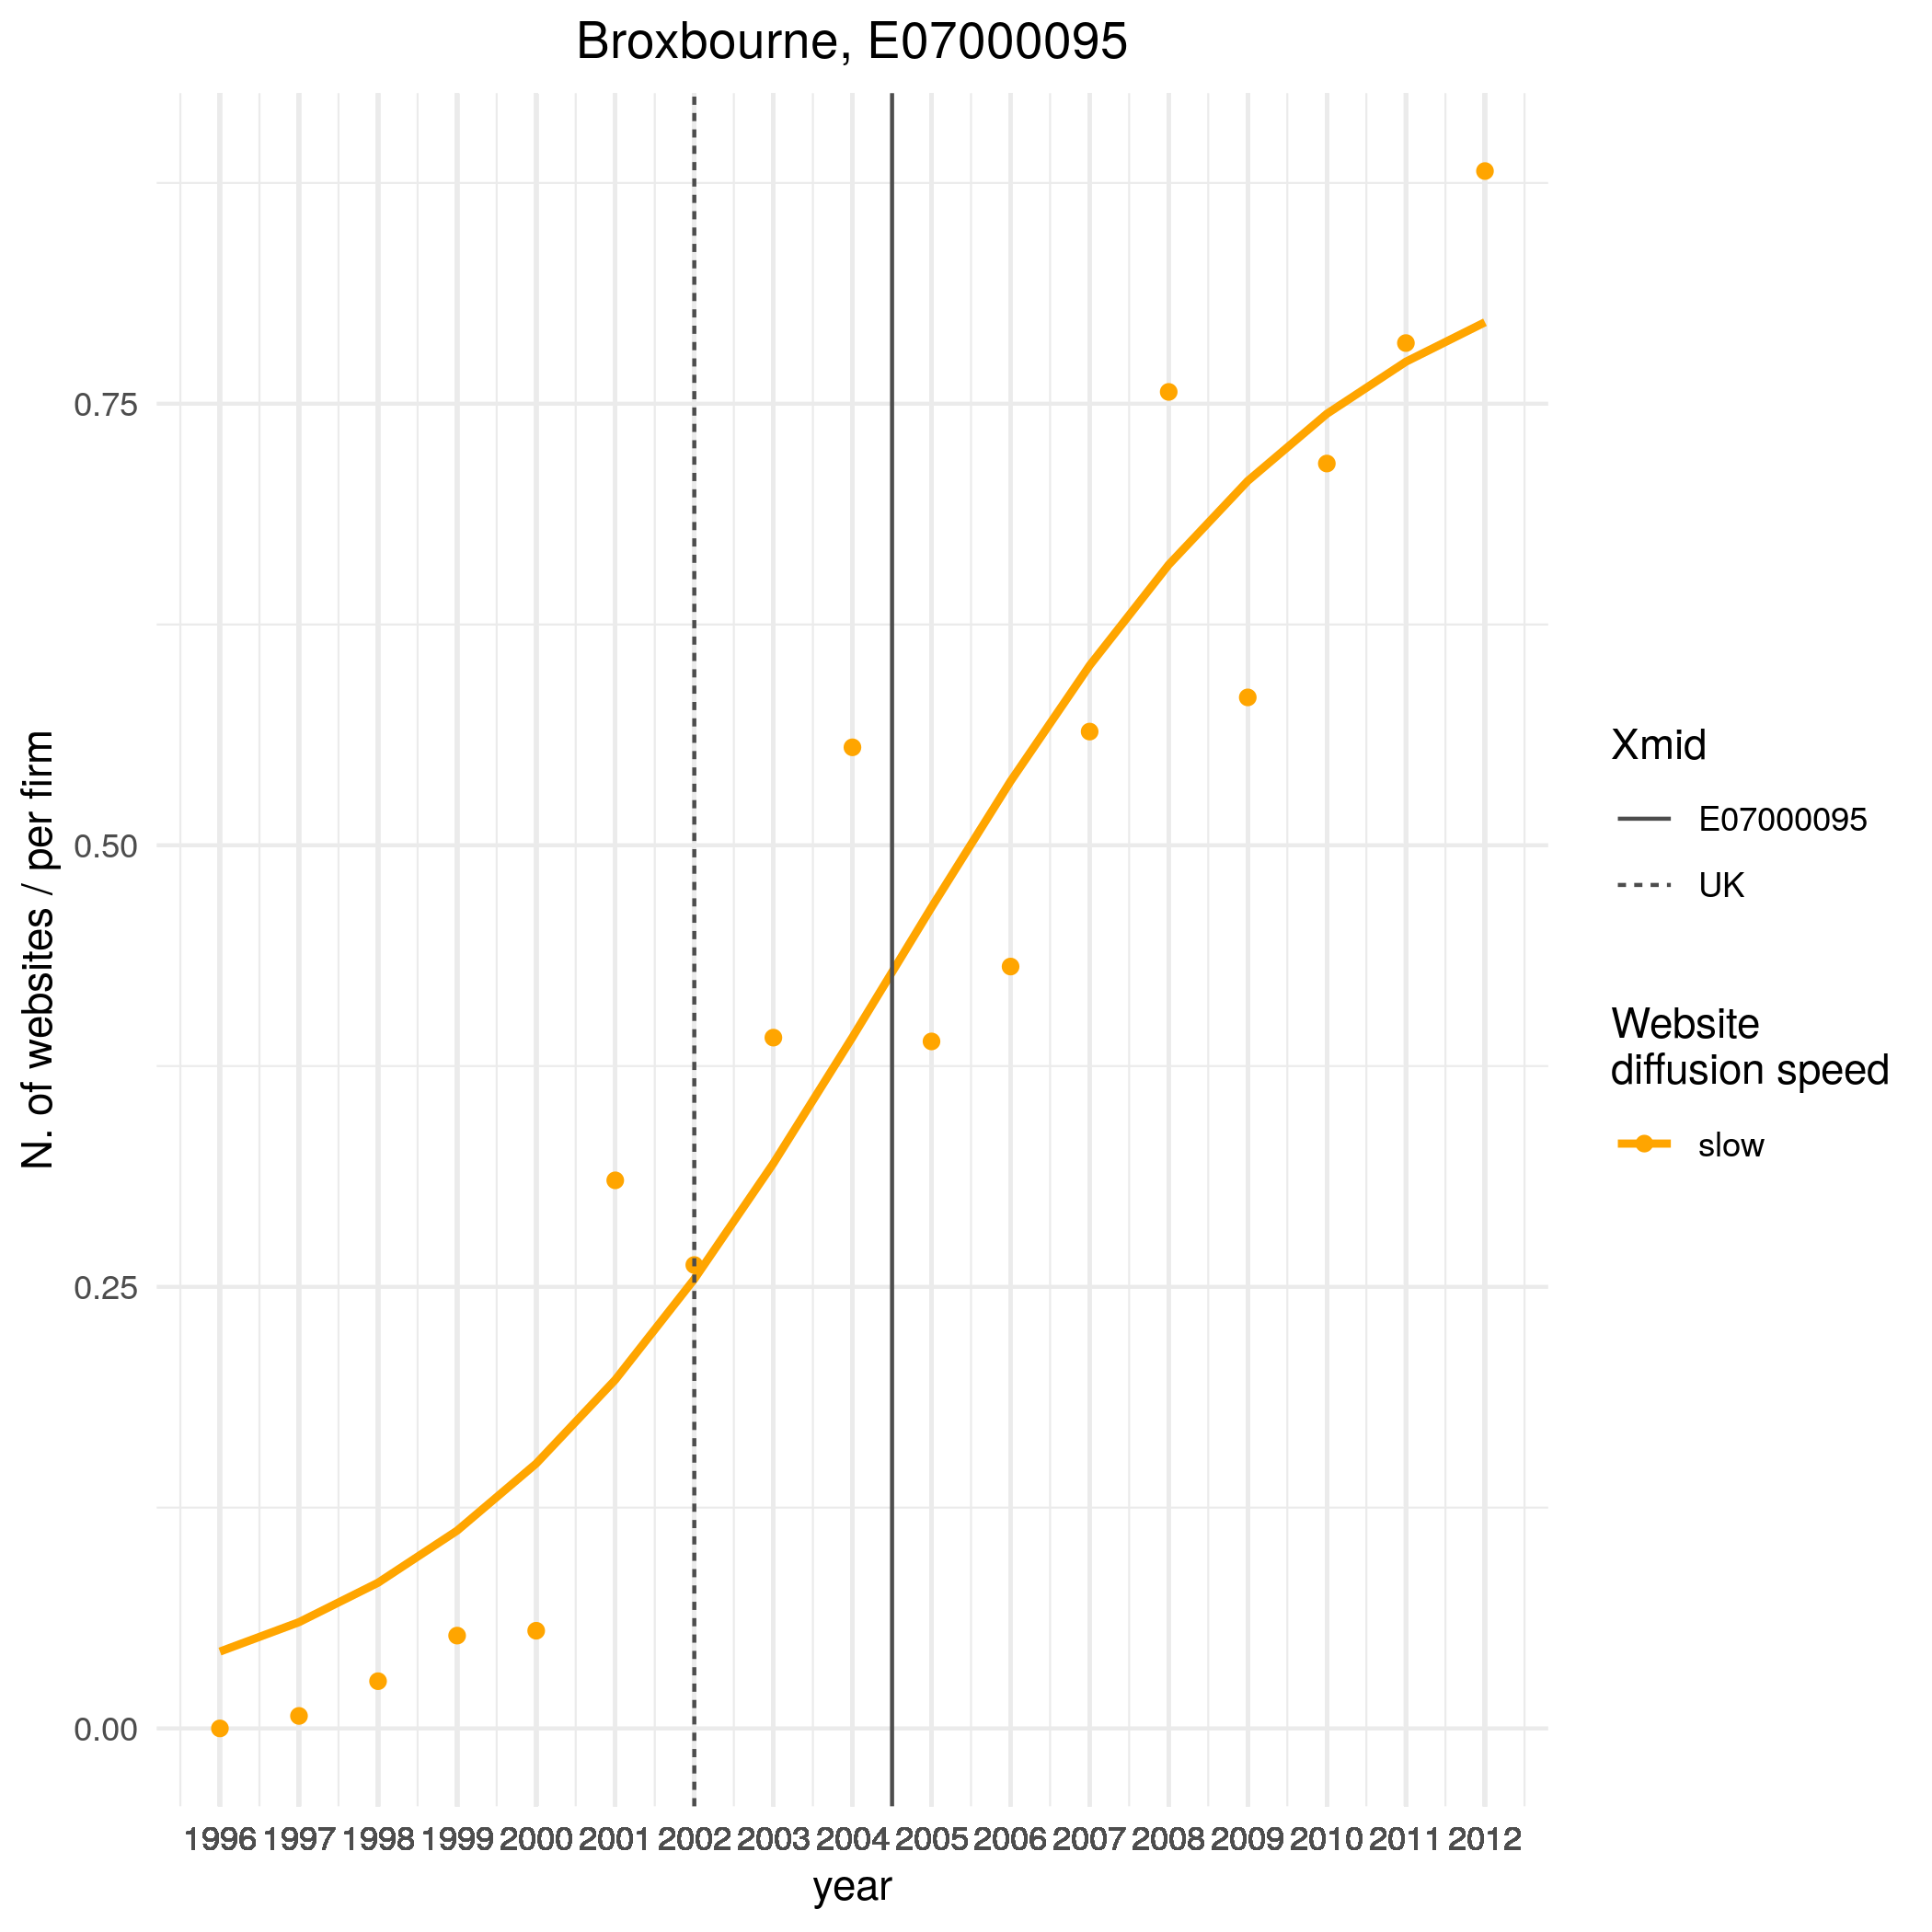 Broxbourne, E07000095
N. of websites / per firm
0.75
0.50
0.25
0.00
1996 1997 1998 1999 2000 2001 2002 2003 2004 2005 2006 2007 2008 2009 2010 2011 2012
year
Xmid
E07000095
UK
Website
diffusion speed
slow